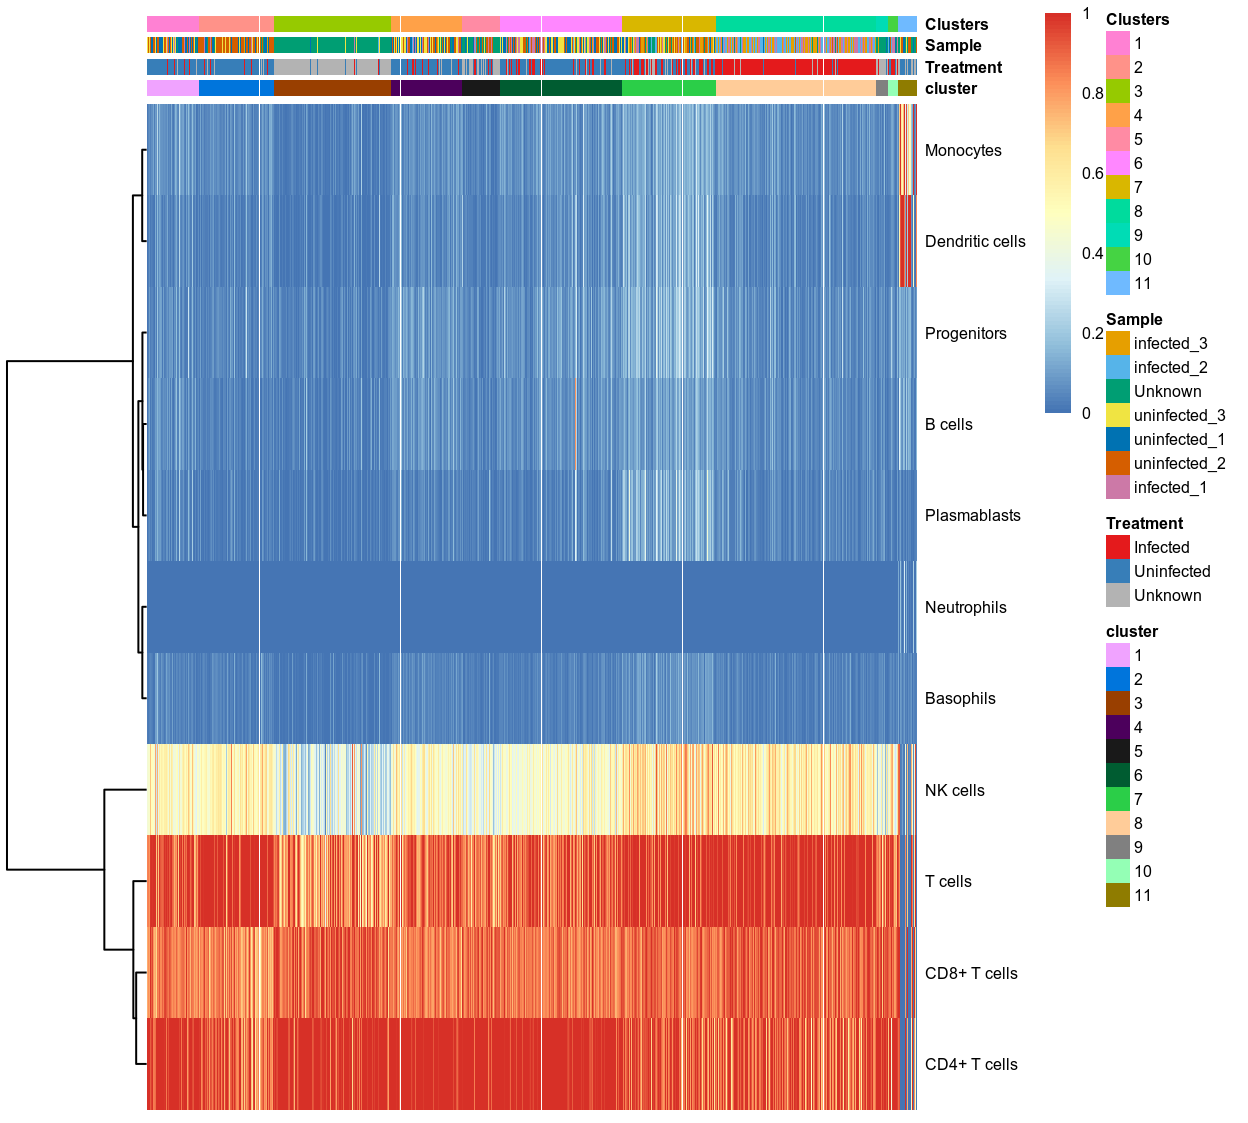 Clusters
Sample
Treatment
cluster
Monocytes
Dendritic cells
Progenitors
B cells
Plasmablasts
Neutrophils
Basophils
NK cells
T cells
CD8+ T cells
CD4+ T cells
1
0.8
0.6
0.4
0.2
0
Clusters
1
2
3
4
5
6
7
8
9
10
11
Sample
infected_3
infected_2
Unknown
uninfected_3
uninfected_1
uninfected_2
infected_1
Treatment
Infected
Uninfected
Unknown
cluster
1
2
3
4
5
6
7
8
9
10
11